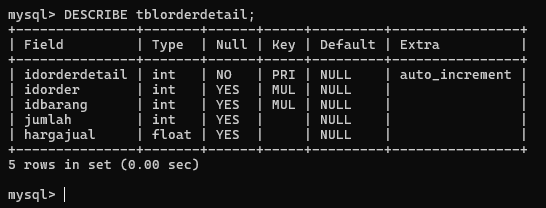 mysql> DESCRIBE tblorderdetail;
+---------------+-------+------+-----+---------+----------------+
| Field         | Type  | Null | Key | Default | Extra          |
+---------------+-------+------+-----+---------+----------------+
| idorderdetail | int   | NO   | PRI | NULL    | auto_increment |
| idorder       | int   | YES  | MUL | NULL    |                |
| idbarang      | int   | YES  | MUL | NULL    |                |
| jumlah        | int   | YES  |     | NULL    |                |
| hargajual     | float | YES  |     | NULL    |                |
+---------------+-------+------+-----+---------+----------------+
5 rows in set (0.00 sec)
mysql>